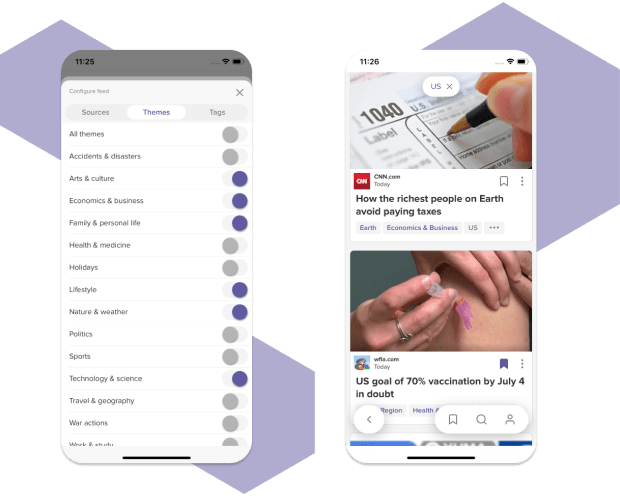 11:25
Configure feed
Sources Themes Tags
All themes
Accidents & disasters
Arts & culture
Economics & business
Family & personal life
Health & medicine
Holidays
Lifestyle
Nature & weather
Politics
Sports
Technology & science
Travel & geography
War actions
Work & study
11:26
US
1040 U.S.
Label
CNN
CNN.com
Today
How the richest people on Earth
avoid paying taxes
Earth Economics & Business US
wfla.com
Today
US goal of 70% vaccination by July 4
in doubt
Region Health &